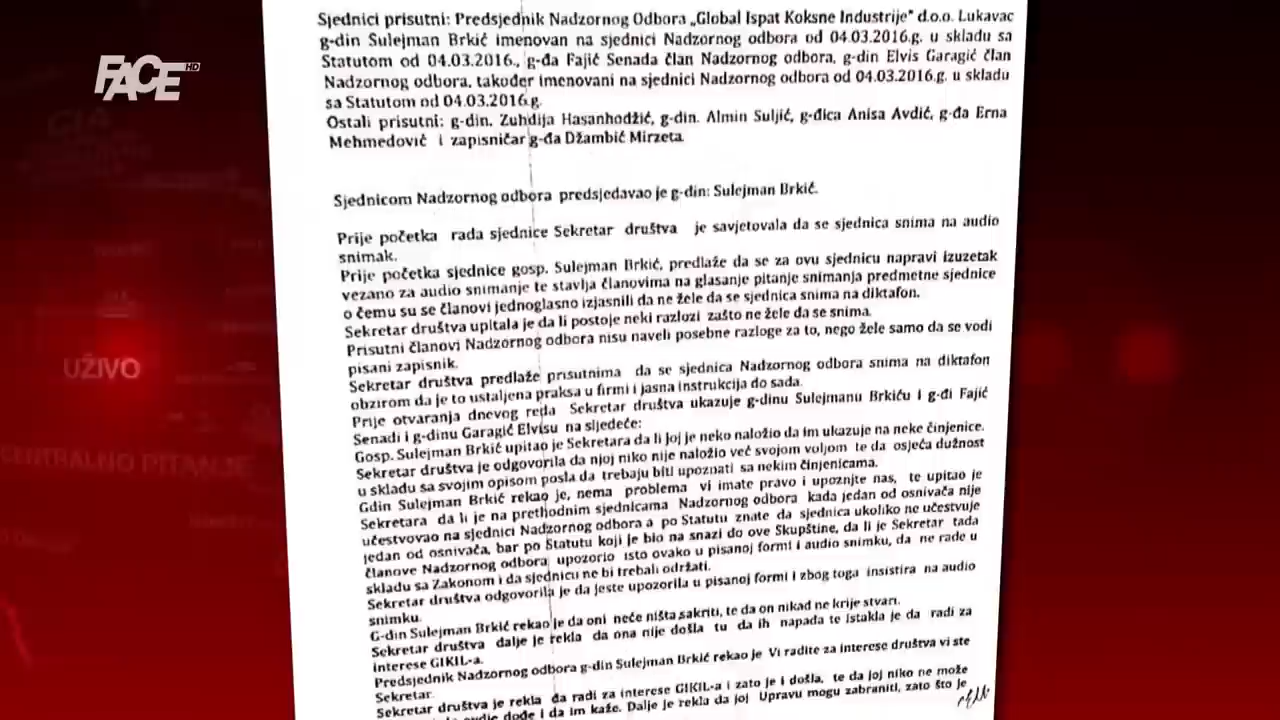 FACE HD
UŽIVO
CENTRALNO PITANJE
Sjednici prisutni: Predsjednik Nadzornog Odbora „Global Ispat Koksne Industrije" d.o.o. Lukavac
g-din Sulejman Brkić imenovan na sjednici Nadzornog odbora od 04.03.2016.g. u skladu sa
Statutom od 04.03.2016., g-đa Fajić Senada član Nadzornog odbora, g-din Elvis Garagić član
Nadzornog odbora, također imenovani na sjednici Nadzornog odbora od 04.03.2016.g. u skladu
sa Statutom od 04.03.2016.g.
Ostali prisutni: g-din. Zuhdija Hasanhodžić, g-din. Almin Suljić, g-đica Anisa Avdić, g-đa Erna
Mehmedović i zapisničar g-đa Džambić Mirzeta
Sjednicom Nadzornog odbora predsjedavao je g-din: Sulejman Brkić.
Prije početka rada sjednice Sekretar društva je savjetovala da se sjednica snima na audio
snimak.
Prije početka sjednice gosp. Sulejman Brkić, predlaže da se za ovu sjednicu napravi izuzetak
vezano za audio snimanje te stavlja članovima na glasanje pitanje snimanja predmetne sjednice
o čemu su se članovi jednoglasno izjasnili da ne žele da se sjednica snima na diktafon.
Sekretar društva upitala je da li postoje neki razlozi zašto ne žele da se snima.
Prisutni članovi Nadzornog odbora nisu naveli posebne razloge za to, nego žele samo da se vodi
pisani zapisnik.
Sekretar društva predlaže prisutnima da se sjednica Nadzornog odbora snima na diktafon
obzirom da je to ustaljena praksa u firmi i jasna instrukcija do sada.
Prije otvaranja dnevog reda Sekretar društva ukazuje g-dinu Sulejmanu Brkiću i g-đi Fajić
Senadi i g-dinu Garagić Elvisu na sljedeće:
Gosp. Sulejman Brkić upitao je Sekretara da li joj je neko naložio da im ukazuje na neke činjenice.
Sekretar društva je odgovorila da njoj niko nije naložio već svojom voljom te da osjeća dužnost
u skladu sa svojim opisom posla da trebaju biti upoznati sa nekim činjenicama.
Gdin Sulejman Brkić rekao je, nema problema vi imate pravo i upoznjte nas, te upitao je
Sekretara da li je na prethodnim sjednicama Nadzornog odbora kada jedan od osnivača nije
učestvovao na sjednici Nadzornog odbora a po Statutu znate da sjednica ukoliko ne učestvuje
jedan od osnivača, bar po Statutu koji je bio na snazi do ove Skupštine, da li je Sekretar tada
članove Nadzornog odbora upozorio isto ovako u pisanoj formi i audio snimku, da ne rade u
skladu sa Zakonom i da sjednicu ne bi trebali održati.
Sekretar društva odgovorila je da jeste upozorila u pisanoj formi i zbog toga insistira na audio
snimku.
G-din Sulejman Brkić rekao je da oni neće ništa sakriti, te da on nikad ne krije stvari.
Sekretar društva dalje je rekla da ona nije došla tu da ih napada te istakla je da radi za
interese GIKIL-a.
Predsjednik Nadzornog odbora g-din Sulejman Brkić rekao je Vi radite za interese društva vi ste
Sekretar.
Sekretar društva je rekla da radi za interese GIKIL-a i zato je i došla, te da joj niko ne može
dođe i da im kaže. Dalje je rekla da joj Upravu mogu zabraniti, zato što je